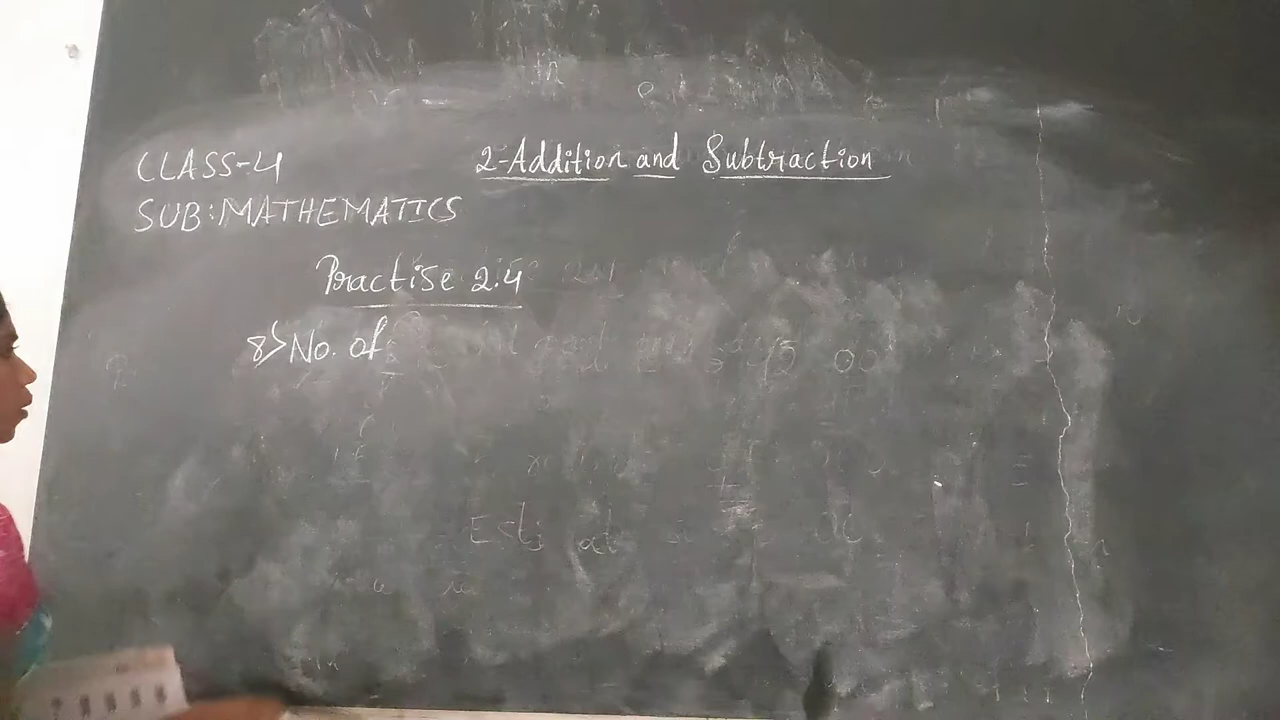 CLASS-4
2-Addition and Subtraction
SUB:MATHEMATICS
Practise 2.4
8> No. of